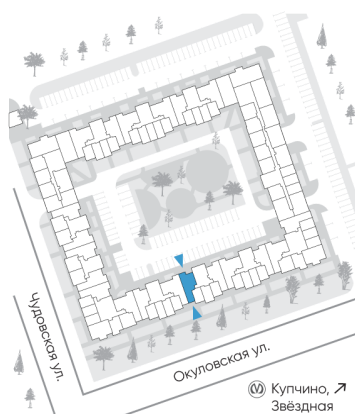 Чудовская ул.
Окуловская ул.
М Купчино, ↗
Звёздная